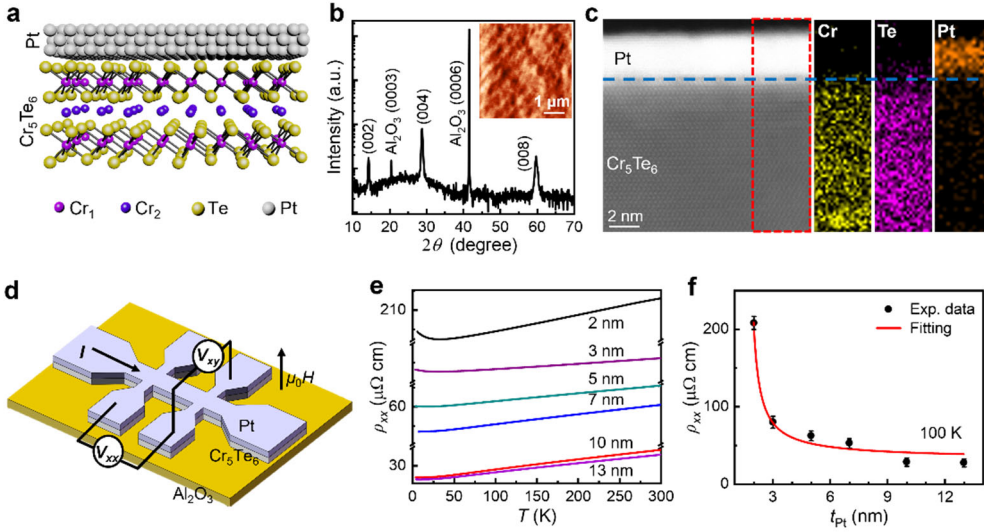 a
Pt
Cr₅Te₆
Cr₁
Cr₂
Te
Pt
b
Intensity (a.u.)
(002)
Al₂O₃ (0003)
(004)
Al₂O₃ (0006)
(008)
1 μm
10 20 30 40 50 60 70
2θ (degree)
c
Pt
Cr₅Te₆
2 nm
Cr
Te
Pt
d
I
Vxy
Vxx
μ₀H
Pt
Cr₅Te₆
Al₂O₃
e
ρxx (μΩ cm)
210
60
30
2 nm
3 nm
5 nm
7 nm
10 nm
13 nm
0 50 100 150 200 250 300
T (K)
f
ρxx (μΩ cm)
200
100
0
Exp. data
Fitting
100 K
3 6 9 12
tPt (nm)